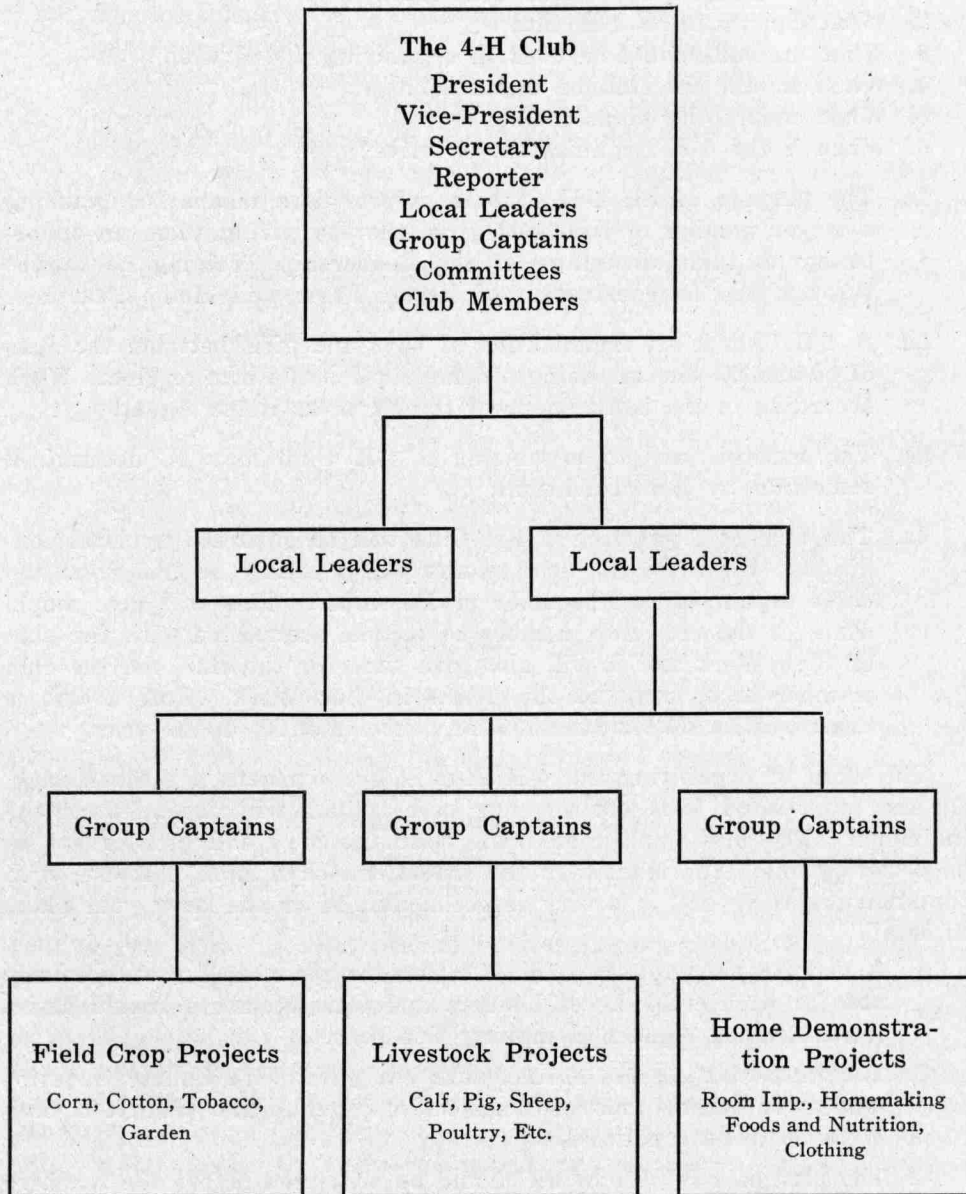 The 4-H Club
President
Vice-President
Secretary
Reporter
Local Leaders
Group Captains
Committees
Club Members
Local Leaders
Local Leaders
Group Captains
Group Captains
Group Captains
Field Crop Projects
Corn, Cotton Tobacco,
Garden
Livestock Projects
Calf, Pig, Sheep,
Poultry, Etc.
Home Demonstra-
tion Projects
Room Imp., Homemaking
Foods and Nutrition,
Clothing